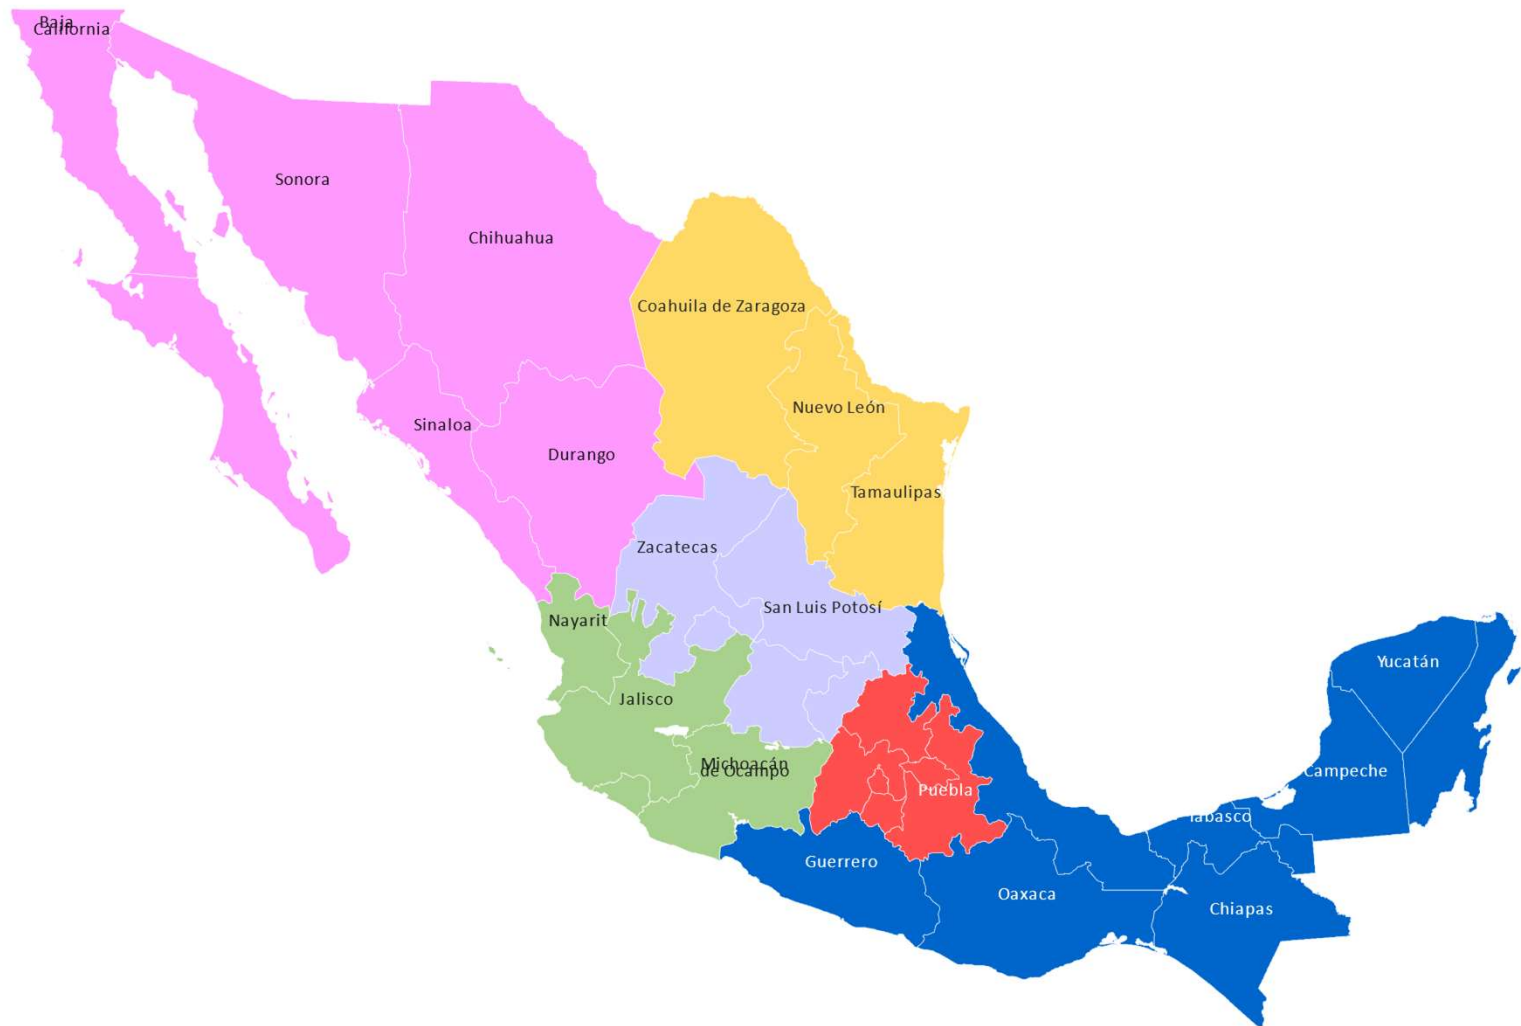 Baja
California
Sonora
Chihuahua
Coahuila de Zaragoza
Nuevo León
Sinaloa
Durango
Tamaulipas
Zacatecas
San Luis Potosí
Nayarit
Yucatán
Jalisco
Michoacán
de Ocampo
Campeche
Puebla
Tabasco
Guerrero
Oaxaca
Chiapas